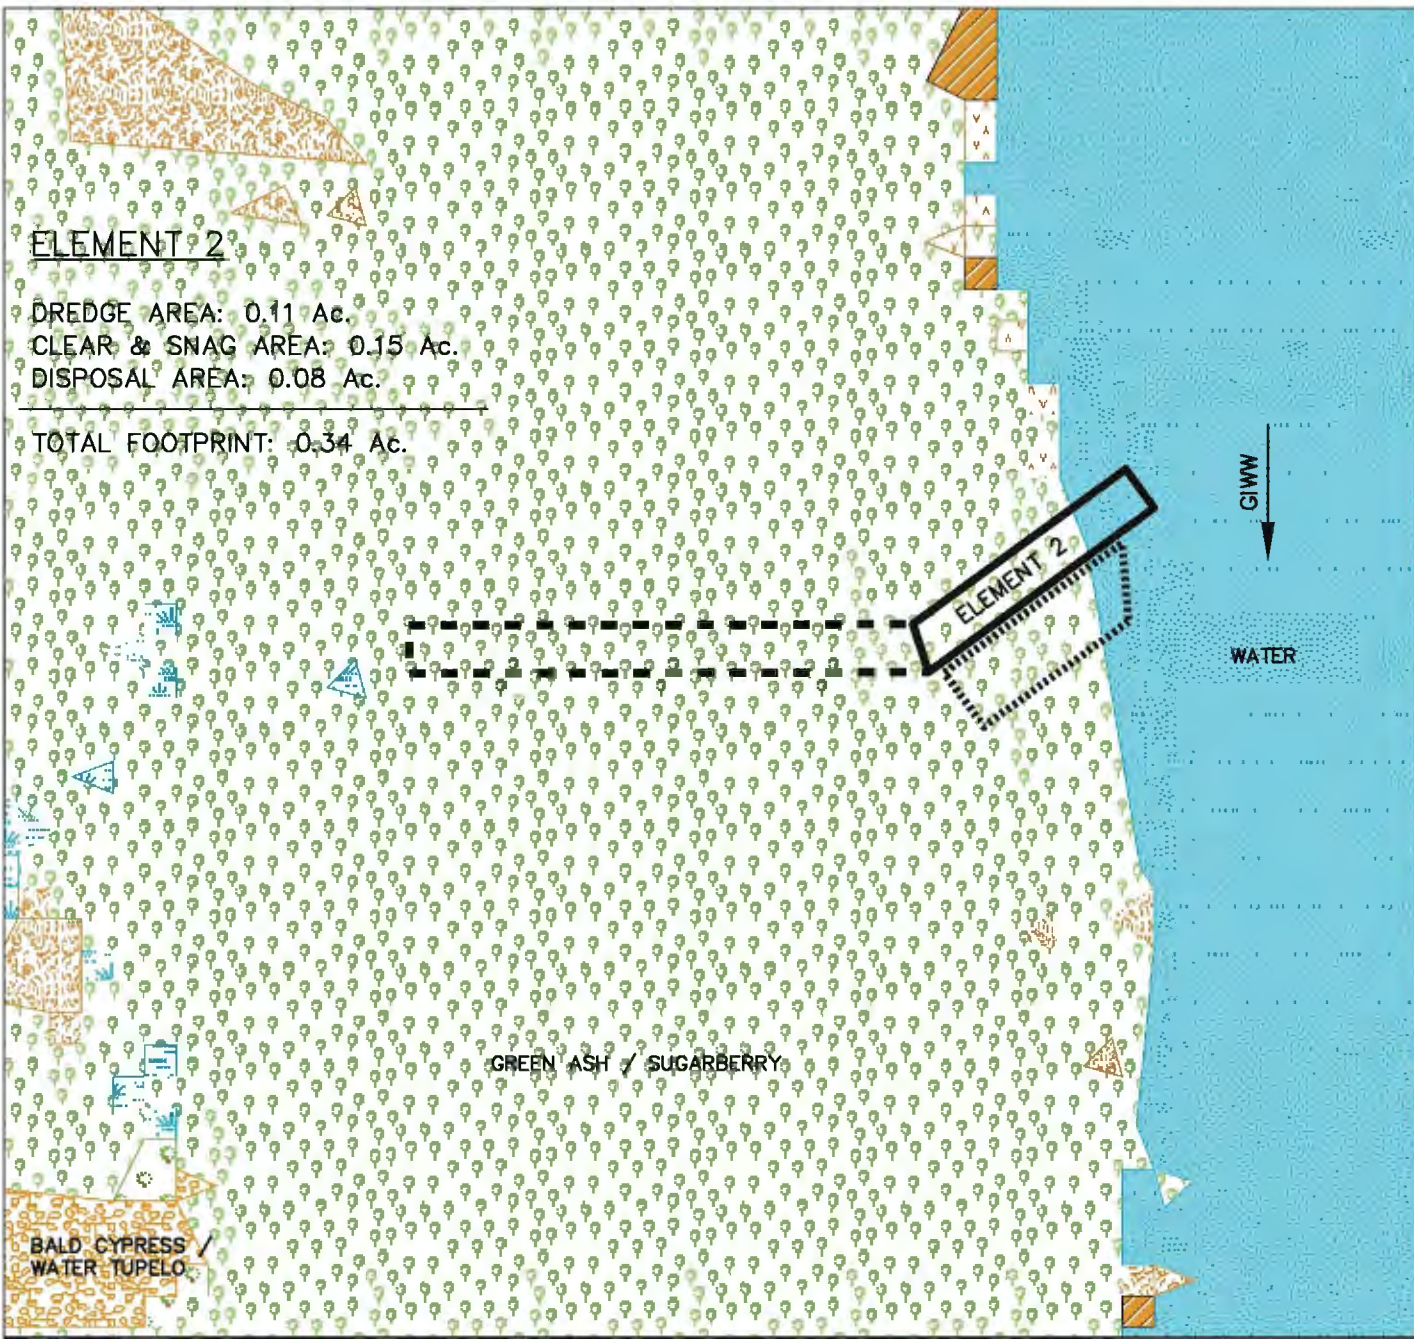 ELEMENT 2
DREDGE AREA: 0.11 Ac.
CLEAR & SNAG AREA: 0.15 Ac.
DISPOSAL AREA: 0.08 Ac.
TOTAL FOOTPRINT: 0.34 Ac.
GIWW
ELEMENT 2
WATER
GREEN ASH / SUGARBERRY
BALD CYPRESS /
WATER TUPELO